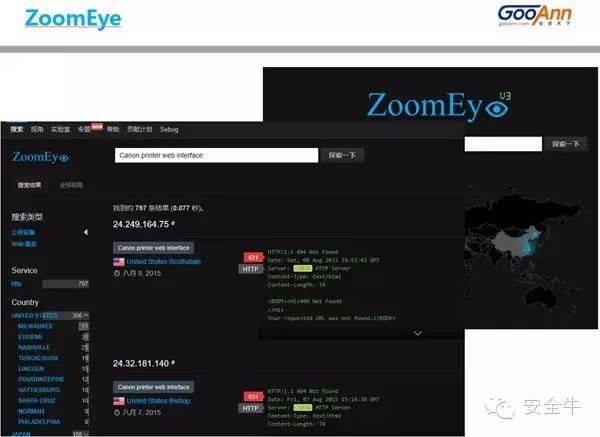 ZoomEye
GooAnn
gooann.com
ZoomEye V3
探索一下
搜索 视角 实验室 专题 NEW 帮助 贡献计划 Sebug
ZoomEye
Canon printer web interface
探索一下
搜索结果 全球视角
搜索类型
公网设备
Web 服务
Service
http 797
Country
UNITED STATES 306
MILWAUKEE 77
EUGENE 31
NASHVILLE 25
TUSCALOOSA 19
LINCOLN 15
POUGHKEEPSIE 12
HATTIESBURG 10
SANTA CRUZ 10
NORMAN 9
PHILADELPHIA 8
JAPAN 108
找到约 797 条结果 (0.077 秒)。
24.249.164.75
Canon printer web interface
United States Scottsdale
八月 9, 2015
631
HTTP
HTTP/1.1 404 Not Found
Date: Sat, 08 Aug 2015 18:53:42 GMT
Server: CANON HTTP Server
Content-Type: text/html
Content-Length: 74
<BODY><H1>404 Not Found
</H1>
Your requested URL was not found.</BODY>
24.32.181.140
Canon printer web interface
United States Bishop
八月 7, 2015
631
HTTP
HTTP/1.1 404 Not Found
Date: Fri, 07 Aug 2015 15:14:38 GMT
Server: CANON HTTP Server
Content-Type: text/html
Content-Length: 74
安全牛